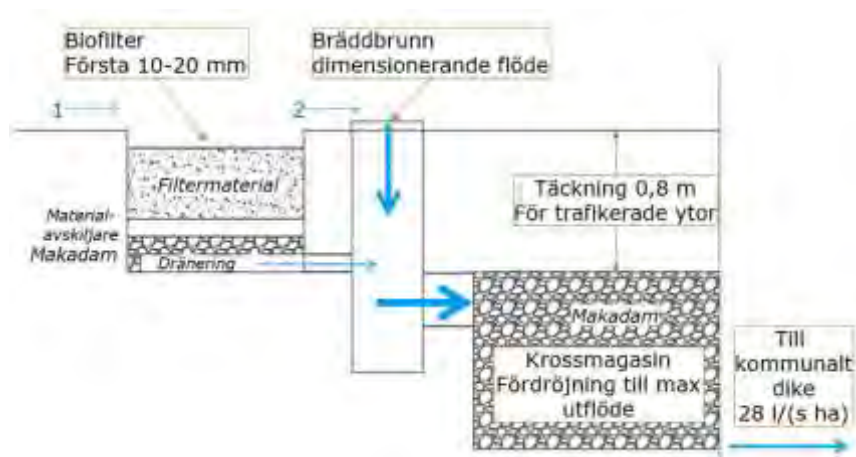 Biofilter
Första 10-20 mm
Bräddbrunn
dimensionerande flöde
1
2
Filtermaterial
Material-
avskiljare
Makadam
Dränering
Täckning 0,8 m
För trafikerade ytor
Makadam
Krossmagasin
Fördröjning till max
utflöde
Till
kommunalt
dike
28 l/(s ha)